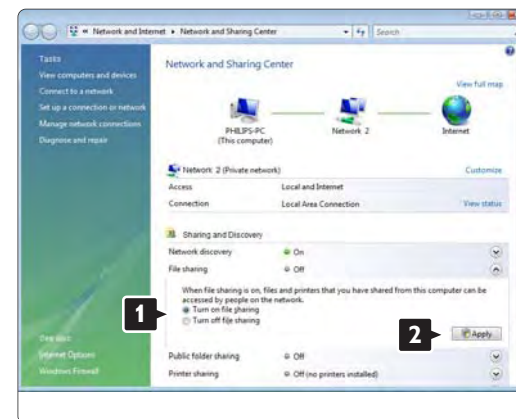 Network and Internet ▸ Network and Sharing Center
Search
Tasks
View computers and devices
Connect to a network
Set up a connection or network
Manage network connections
Diagnose and repair
See also
Internet Options
Windows Firewall
Network and Sharing Center
View full map
PHILIPS-PC
(This computer)
Network 2
Internet
Network 2 (Private network)
Customize
Access Local and Internet
Connection Local Area Connection View status
Sharing and Discovery
Network discovery On
File sharing Off
When file sharing is on, files and printers that you have shared from this computer can be
accessed by people on the network.
1
Turn on file sharing
Turn off file sharing
2
Apply
Public folder sharing Off
Printer sharing Off (no printers installed)